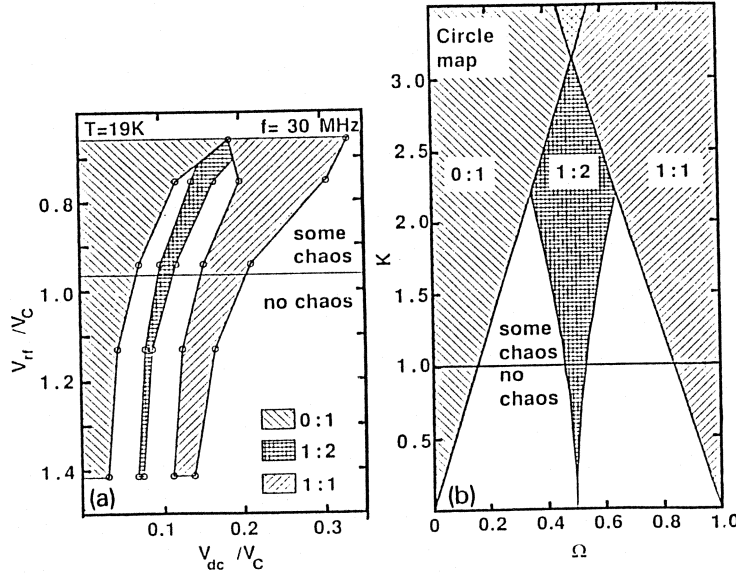 T=19K
f= 30 MHz
some
chaos
no chaos
0:1
1:2
1:1
(a)
0.8
1.0
1.2
1.4
V_rf /V_C
0.1
0.2
0.3
V_dc /V_C
Circle
map
0:1
1:2
1:1
some
chaos
no
chaos
(b)
3.0
2.5
2.0
1.5
1.0
0.5
K
0
0.2
0.4
0.6
0.8
1.0
Ω